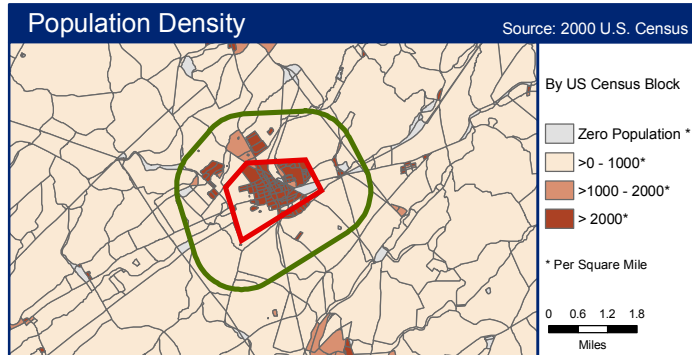 Population Density
Source: 2000 U.S. Census
By US Census Block
Zero Population *
>0 - 1000*
>1000 - 2000*
> 2000*
* Per Square Mile
0 0.6 1.2 1.8
Miles